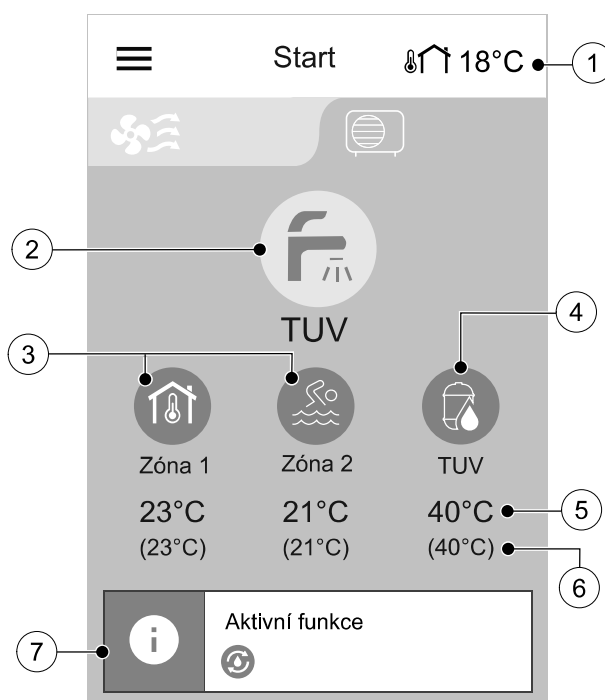 Start 18°C 1
2
TUV
3 4
Zóna 1 Zóna 2 TUV
23°C 21°C 40°C 5
(23°C) (21°C) (40°C) 6
Aktivní funkce
i
7